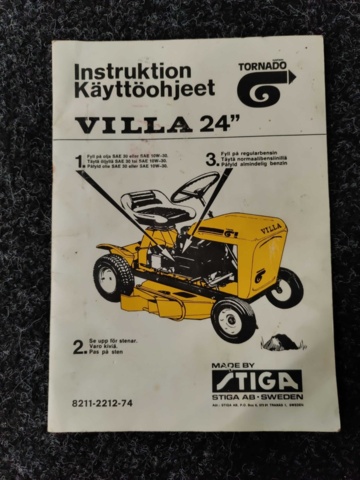 Instruktion
Käyttöohjeet
TORNADO
VILLA 24"
1. Fyll på olja SAE 30 eller SAE 10W-30.
Täytä öljyllä SAE 30 tai SAE 10W-30.
Påfyld olie SAE 30 eller SAE 10W-30.
3. Fyll på regularbensin
Täytä normaalibensiinillä
Påfyld almindelig benzin
VILLA
2. Se upp för stenar.
Varo kiviä.
Pas på sten
MADE BY
STIGA
STIGA AB · SWEDEN
8211-2212-74